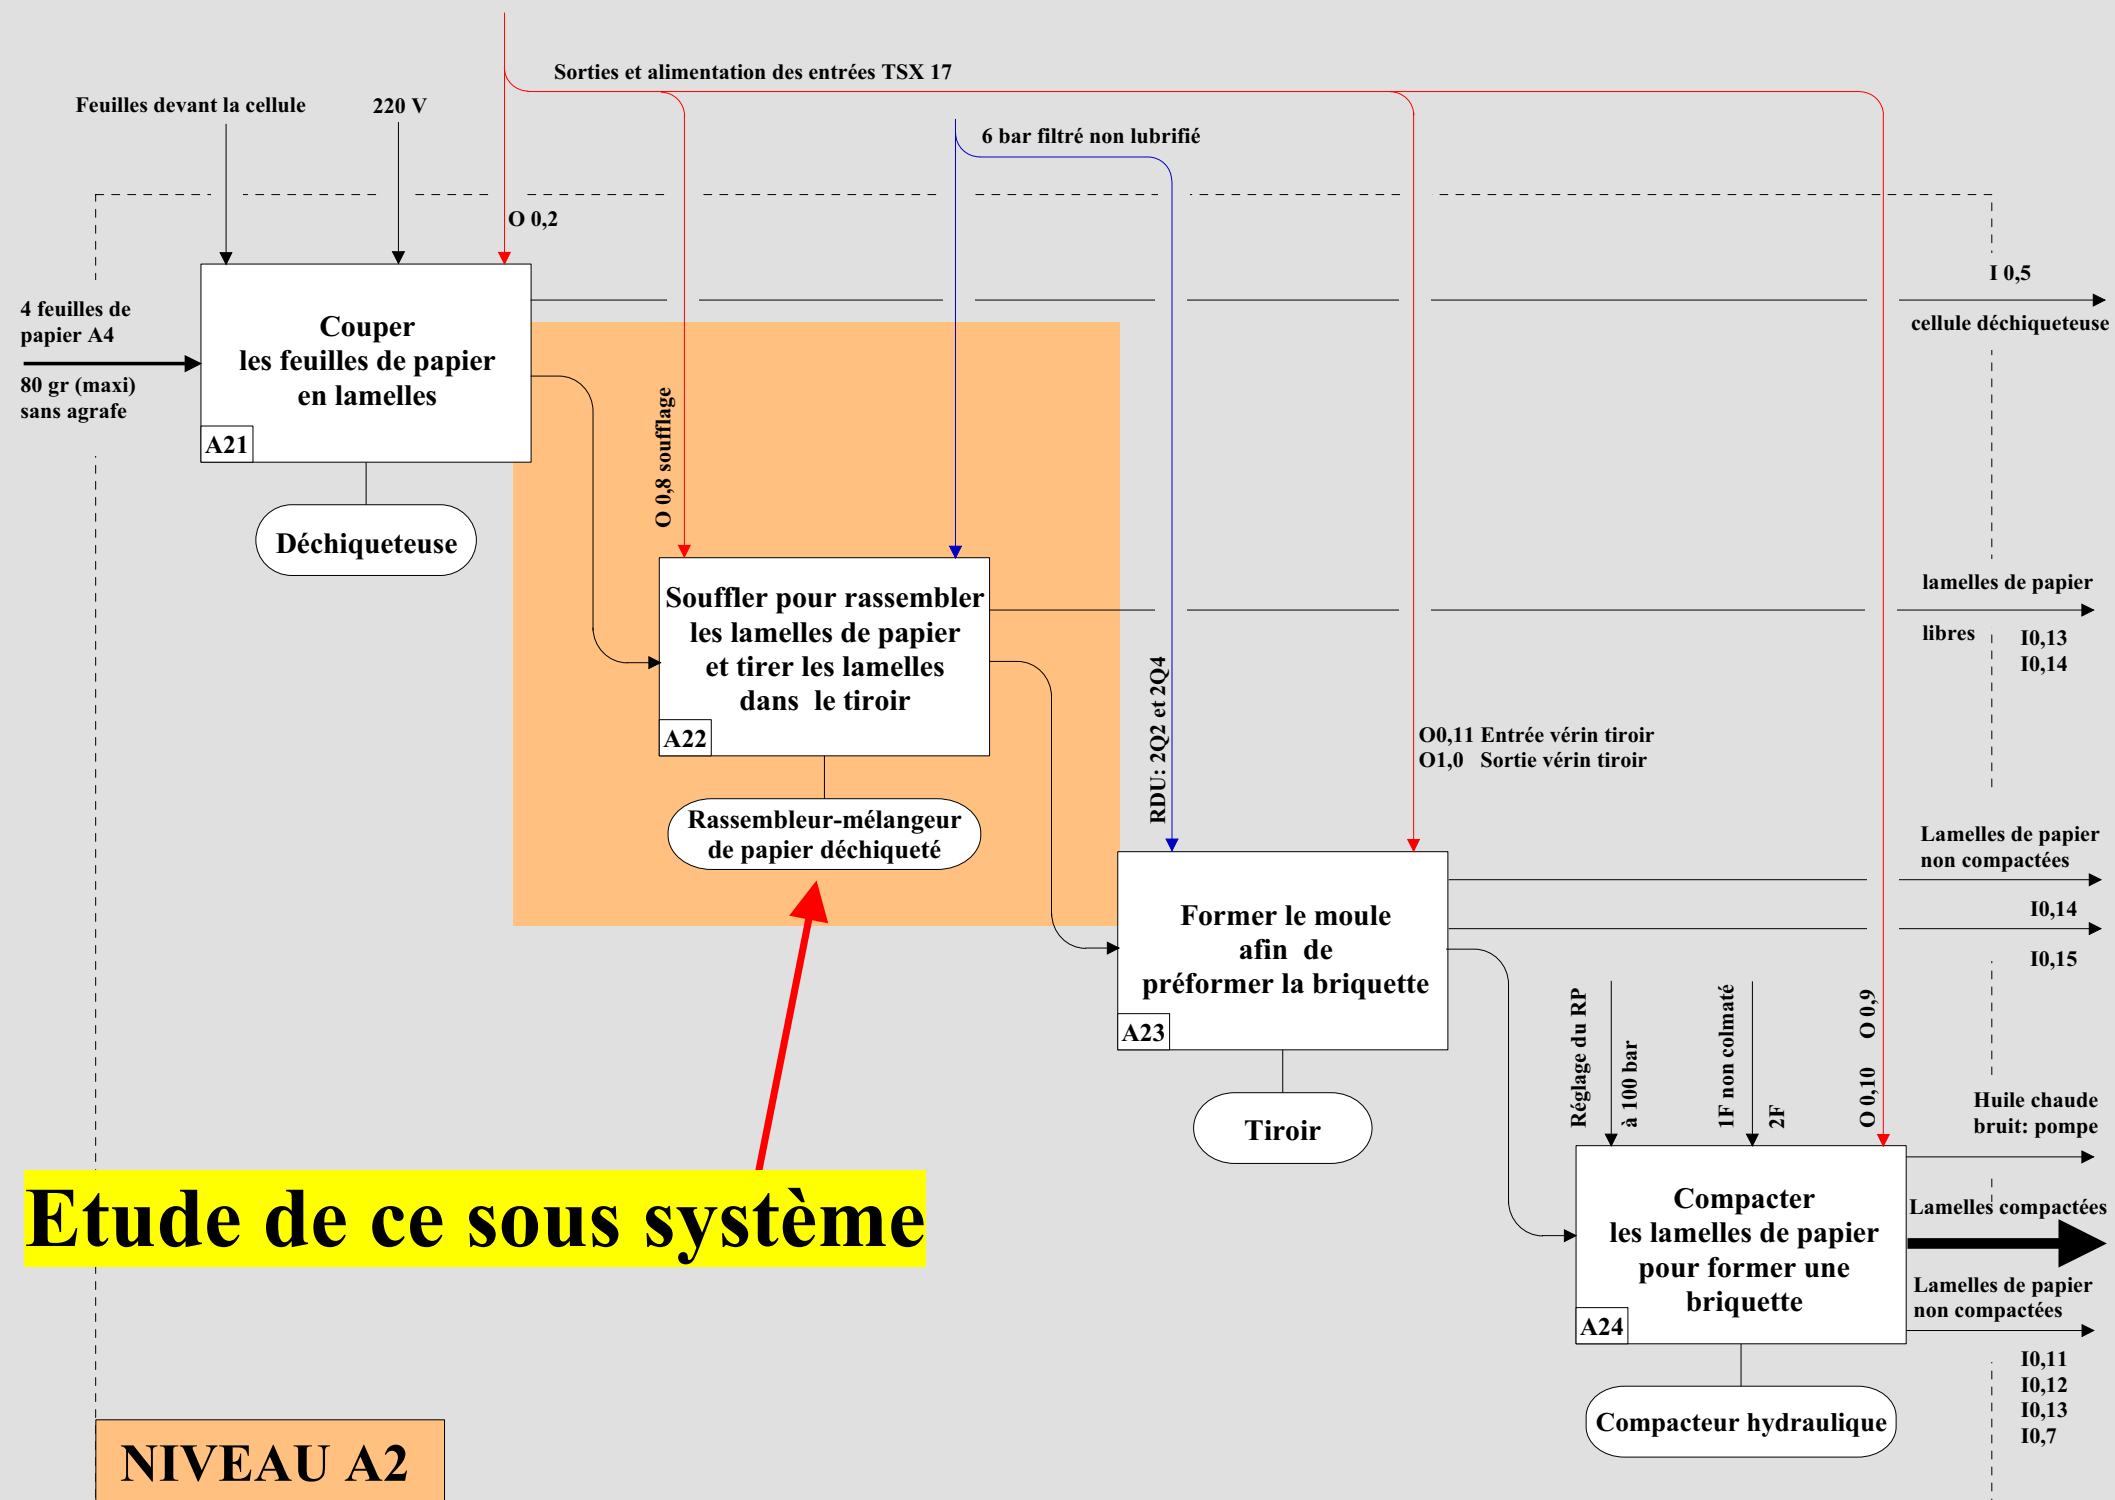 Sorties et alimentation des entrées TSX 17
Feuilles devant la cellule
220 V
6 bar filtré non lubrifié
O 0,2
I 0,5
cellule déchiqueteuse
4 feuilles de
papier A4
80 gr (maxi)
sans agrafe
Couper
les feuilles de papier
en lamelles
A21
Déchiqueteuse
O 0,8 soufflage
Souffler pour rassembler
les lamelles de papier
et tirer les lamelles
dans le tiroir
A22
Rassembleur-mélangeur
de papier déchiqueté
lamelles de papier
libres
I0,13
I0,14
RDU: 2Q2 et 2Q4
O0,11 Entrée vérin tiroir
O1,0 Sortie vérin tiroir
Former le moule
afin de
préformer la briquette
A23
Tiroir
Lamelles de papier
non compactées
I0,14
I0,15
Réglage du RP
à 100 bar
1F non colmaté
2F
O 0,10 O 0,9
Compacter
les lamelles de papier
pour former une
briquette
A24
Compacteur hydraulique
Huile chaude
bruit: pompe
Lamelles compactées
Lamelles de papier
non compactées
I0,11
I0,12
I0,13
I0,7
Etude de ce sous système
NIVEAU A2